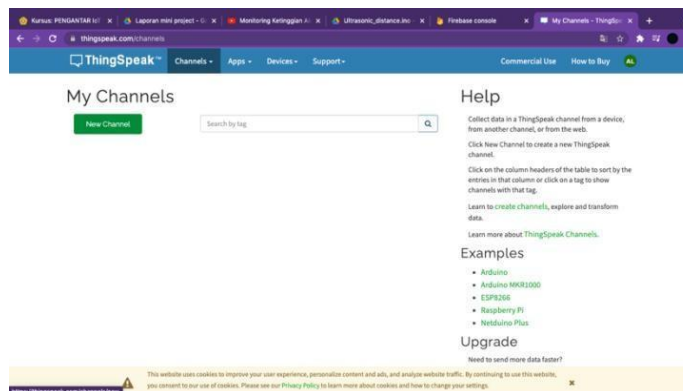 Kursus: PENGANTAR IoT
Laporan mini project - G
Monitoring Ketinggian Ai
Ultrasonic_distance.ino
Firebase console
My Channels - ThingSp
thingspeak.com/channels
ThingSpeak™ Channels Apps Devices Support Commercial Use How to Buy AL
My Channels
New Channel
Search by tag
Help
Collect data in a ThingSpeak channel from a device,
from another channel, or from the web.
Click New Channel to create a new ThingSpeak
channel.
Click on the column headers of the table to sort by the
entries in that column or click on a tag to show
channels with that tag.
Learn to create channels, explore and transform
data.
Learn more about ThingSpeak Channels.
Examples
Arduino
Arduino MKR1000
ESP8266
Raspberry Pi
Netduino Plus
Upgrade
Need to send more data faster?
This website uses cookies to improve your user experience, personalize content and ads, and analyze website traffic. By continuing to use this website,
you consent to our use of cookies. Please see our Privacy Policy to learn more about cookies and how to change your settings.